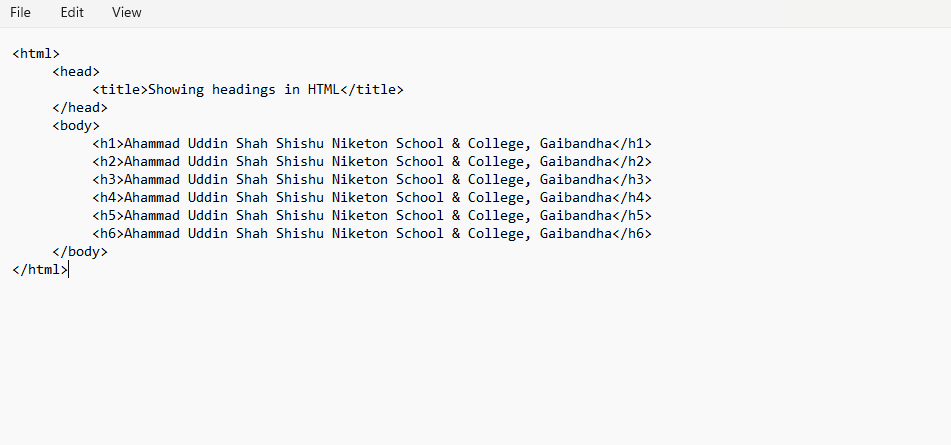 File Edit View
<html>
<head>
<title>Showing headings in HTML</title>
</head>
<body>
<h1>Ahammad Uddin Shah Shishu Niketon School & College, Gaibandha</h1>
<h2>Ahammad Uddin Shah Shishu Niketon School & College, Gaibandha</h2>
<h3>Ahammad Uddin Shah Shishu Niketon School & College, Gaibandha</h3>
<h4>Ahammad Uddin Shah Shishu Niketon School & College, Gaibandha</h4>
<h5>Ahammad Uddin Shah Shishu Niketon School & College, Gaibandha</h5>
<h6>Ahammad Uddin Shah Shishu Niketon School & College, Gaibandha</h6>
</body>
</html>